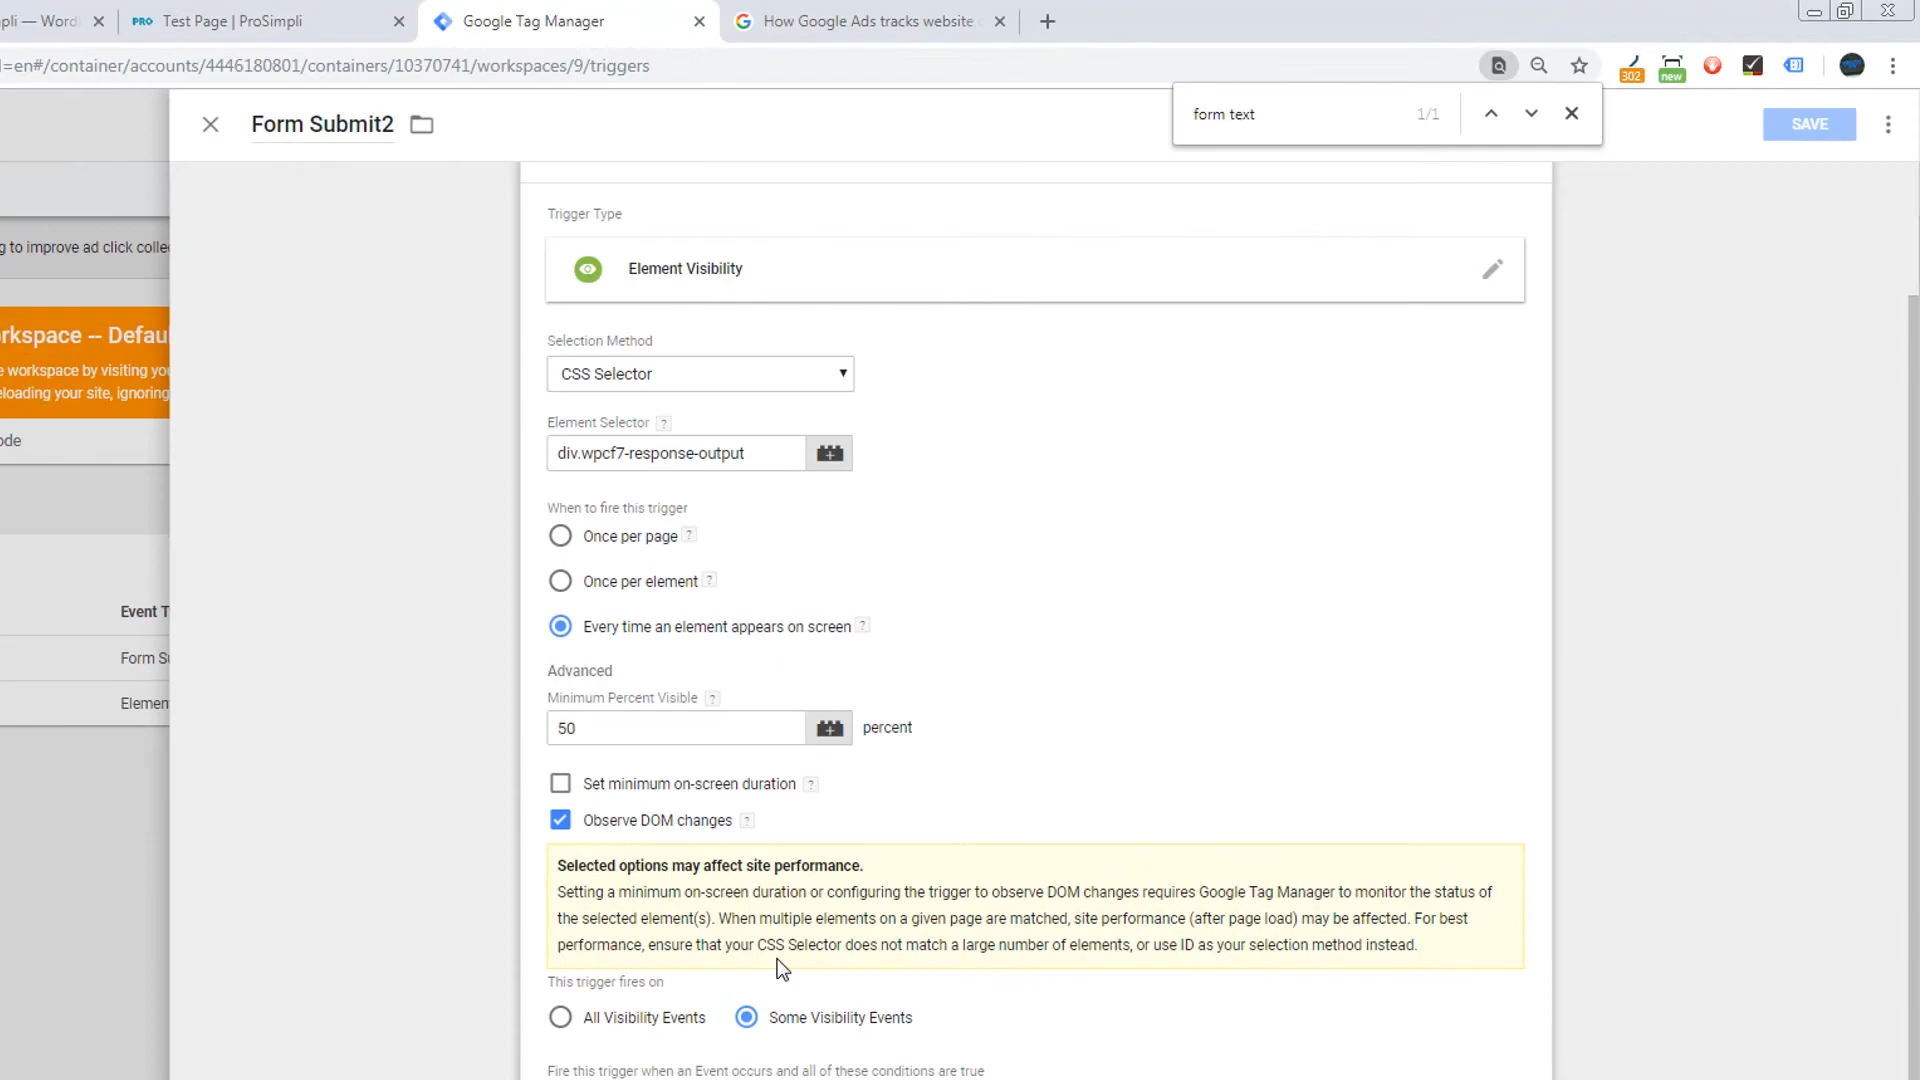 pli — Word
PRO Test Page | ProSimpli
Google Tag Manager
How Google Ads tracks website
=en#/container/accounts/4446180801/containers/10370741/workspaces/9/triggers
302
new
form text
1/1
Form Submit2
SAVE
Trigger Type
g to improve ad click colle
Element Visibility
rkspace -- Defau
Selection Method
e workspace by visiting yo
CSS Selector
eloading your site, ignoring
Element Selector ?
ode
div.wpcf7-response-output
When to fire this trigger
Once per page ?
Once per element ?
Event T
Every time an element appears on screen ?
Form Su
Advanced
Minimum Percent Visible ?
Elemen
50
percent
Set minimum on-screen duration ?
Observe DOM changes ?
Selected options may affect site performance.
Setting a minimum on-screen duration or configuring the trigger to observe DOM changes requires Google Tag Manager to monitor the status of
the selected element(s). When multiple elements on a given page are matched, site performance (after page load) may be affected. For best
performance, ensure that your CSS Selector does not match a large number of elements, or use ID as your selection method instead.
This trigger fires on
All Visibility Events
Some Visibility Events
Fire this trigger when an Event occurs and all of these conditions are true